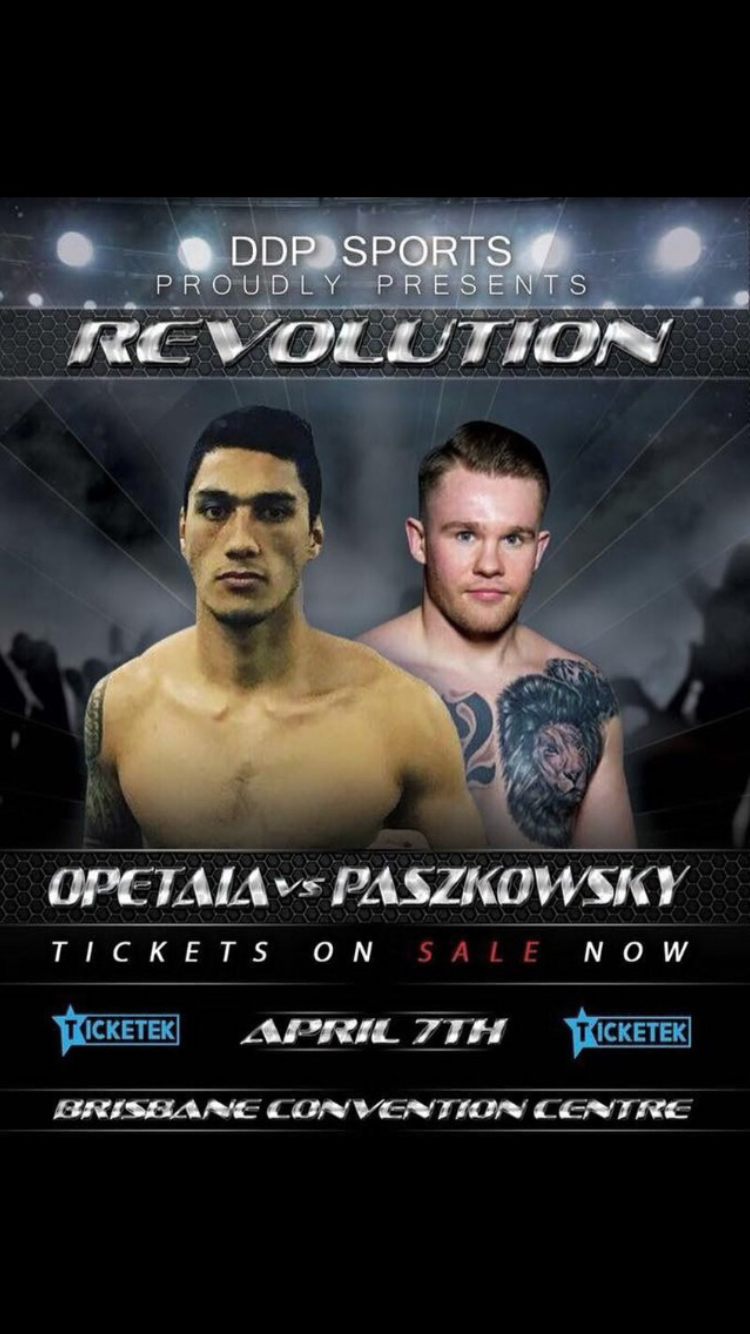 DDP SPORTS
PROUDLY PRESENTS
REVOLUTION
OPETAIA VS PASZKOWSKY
TICKETS ON SALE NOW
TICKETEK APRIL 7TH TICKETEK
BRISBANE CONVENTION CENTRE